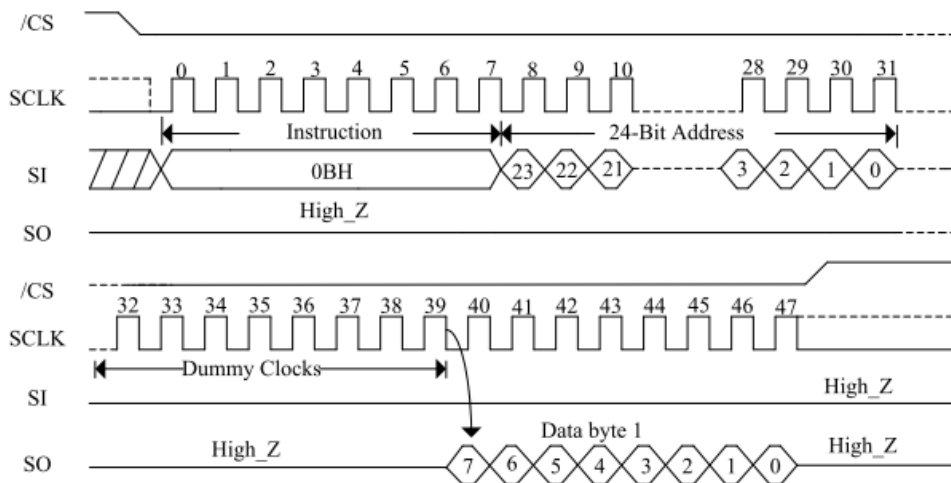 /CS
0 1 2 3 4 5 6 7 8 9 10 28 29 30 31
SCLK
Instruction 24-Bit Address
SI 0BH 23 22 21 3 2 1 0
High_Z
SO
/CS
32 33 34 35 36 37 38 39 40 41 42 43 44 45 46 47
SCLK
Dummy Clocks
SI High_Z
High_Z Data byte 1 High_Z
SO 7 6 5 4 3 2 1 0